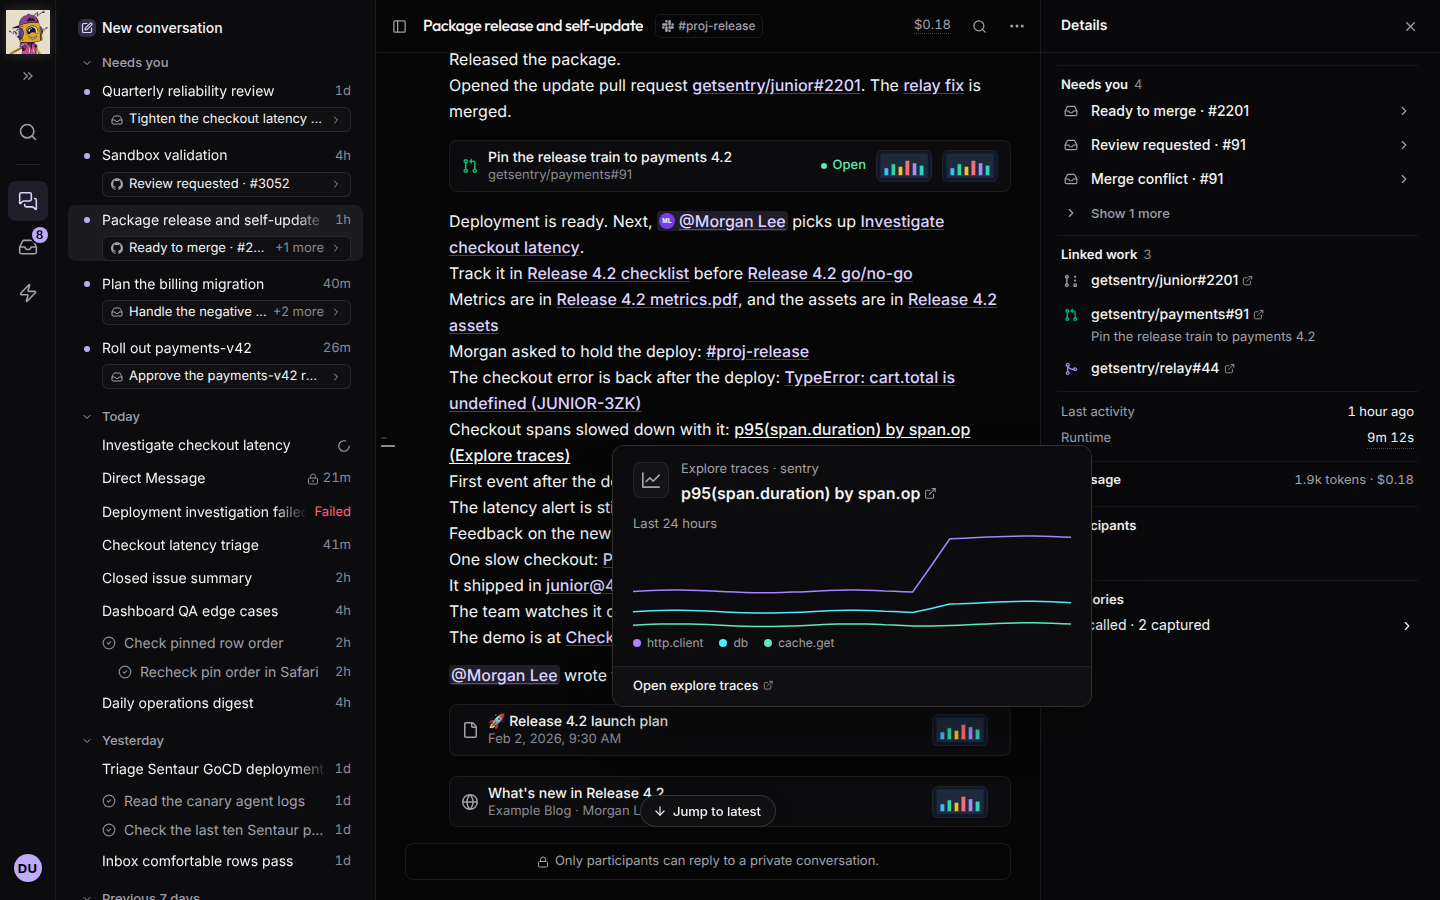 New conversation
Needs you
Quarterly reliability review 1d
Tighten the checkout latency ...
Sandbox validation 4h
Review requested · #3052
Package release and self-update 1h
Ready to merge · #2... +1 more
Plan the billing migration 40m
Handle the negative ... +2 more
Roll out payments-v42 26m
Approve the payments-v42 r...
Today
Investigate checkout latency
Direct Message 21m
Deployment investigation failed Failed
Checkout latency triage 41m
Closed issue summary 2h
Dashboard QA edge cases 4h
Check pinned row order 2h
Recheck pin order in Safari 2h
Daily operations digest 4h
Yesterday
Triage Sentaur GoCD deployment 1d
Read the canary agent logs 1d
Check the last ten Sentaur p... 1d
Inbox comfortable rows pass 1d
Previous 7 days
8
DU
Package release and self-update #proj-release $0.18
Released the package.
Opened the update pull request getsentry/junior#2201. The relay fix is
merged.
Pin the release train to payments 4.2
getsentry/payments#91
Open
Deployment is ready. Next, ML @Morgan Lee picks up Investigate
checkout latency.
Track it in Release 4.2 checklist before Release 4.2 go/no-go
Metrics are in Release 4.2 metrics.pdf, and the assets are in Release 4.2
assets
Morgan asked to hold the deploy: #proj-release
The checkout error is back after the deploy: TypeError: cart.total is
undefined (JUNIOR-3ZK)
Checkout spans slowed down with it: p95(span.duration) by span.op
(Explore traces)
First event after the d
The latency alert is sti
Feedback on the new
One slow checkout: P
It shipped in junior@4
The team watches it
The demo is at Check
@Morgan Lee wrote
Explore traces · sentry
p95(span.duration) by span.op
Last 24 hours
http.client db cache.get
Open explore traces
🚀 Release 4.2 launch plan
Feb 2, 2026, 9:30 AM
What's new in Release 4.2
Example Blog · Morgan L
Jump to latest
Only participants can reply to a private conversation.
Details
Needs you 4
Ready to merge · #2201
Review requested · #91
Merge conflict · #91
Show 1 more
Linked work 3
getsentry/junior#2201
getsentry/payments#91
Pin the release train to payments 4.2
getsentry/relay#44
Last activity 1 hour ago
Runtime 9m 12s
sage 1.9k tokens · $0.18
cipants
ories
called · 2 captured